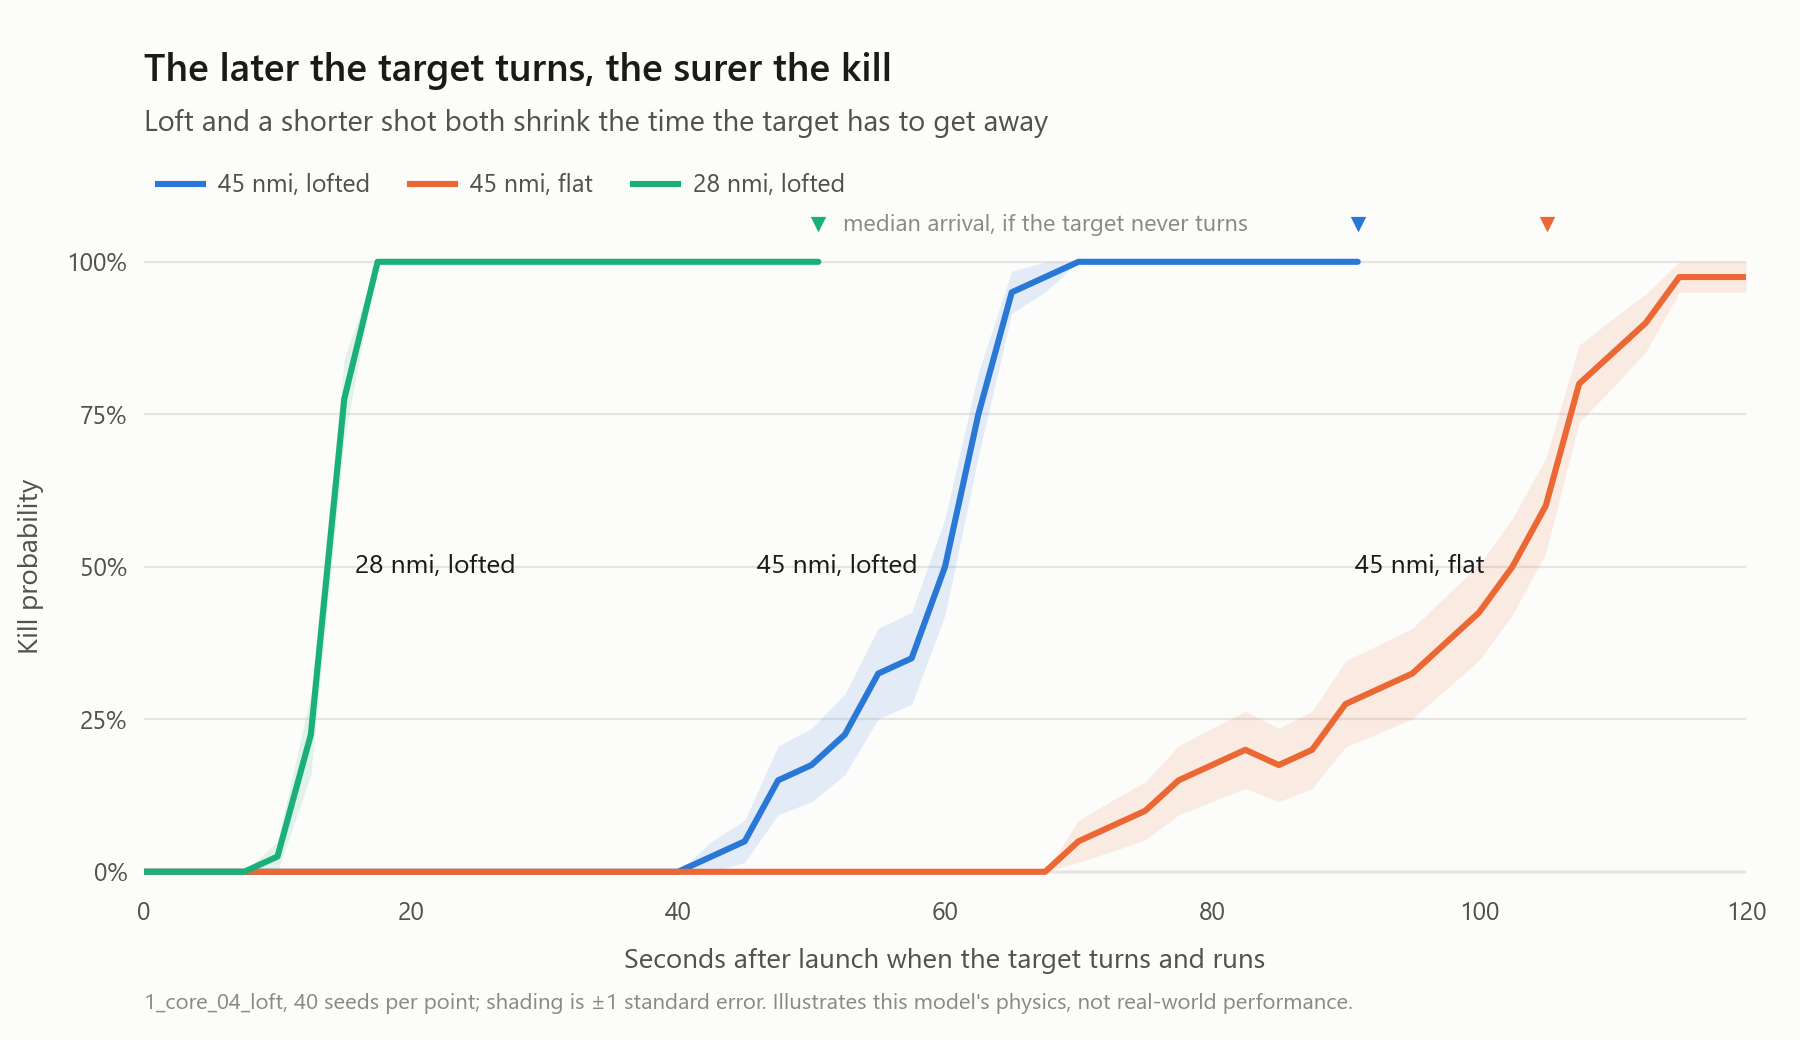 The later the target turns, the surer the kill
Loft and a shorter shot both shrink the time the target has to get away
45 nmi, lofted 45 nmi, flat 28 nmi, lofted
median arrival, if the target never turns
100%
75%
50%
25%
0%
Kill probability
28 nmi, lofted
45 nmi, lofted
45 nmi, flat
0 20 40 60 80 100 120
Seconds after launch when the target turns and runs
1_core_04_loft, 40 seeds per point; shading is ±1 standard error. Illustrates this model's physics, not real-world performance.